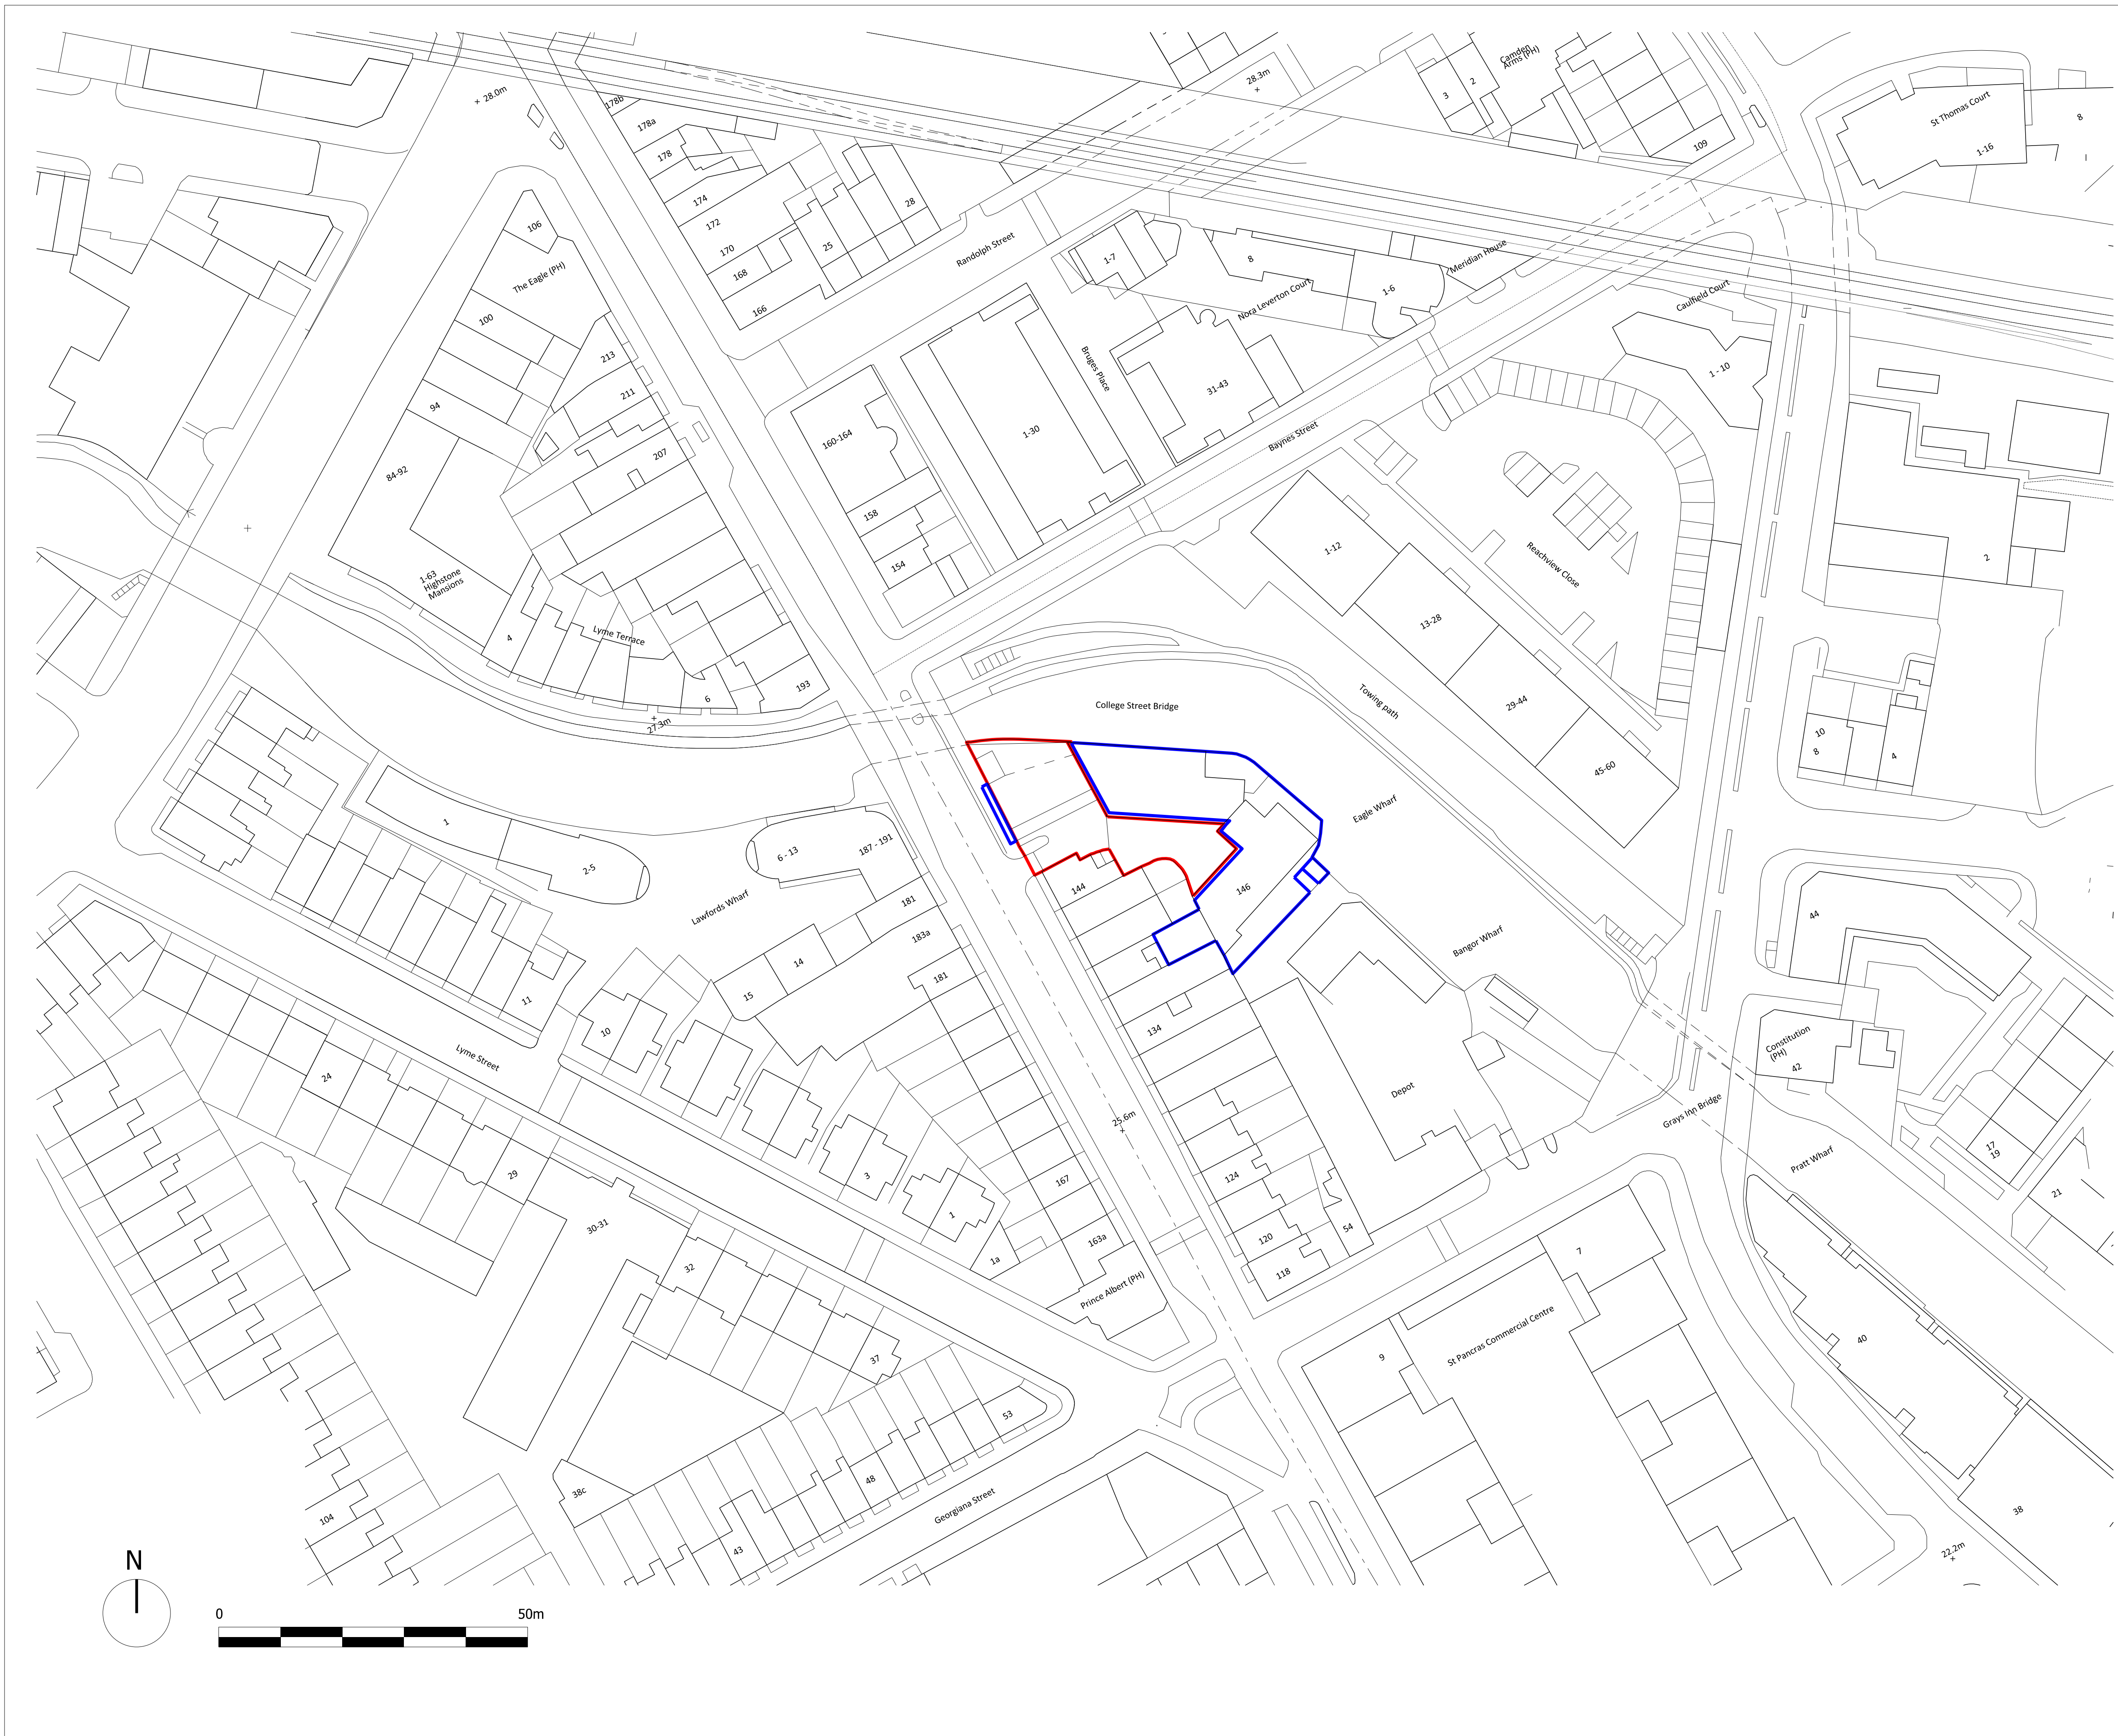 28.0m
178b
178a
178
174
172
170
168
166
25
28
28.3m
3
2
Camden
Arms (PH)
109
St Thomas Court
1-16
8
106
The Eagle (PH)
100
94
84-92
213
211
207
Randolph Street
1-7
8
Nora Leverton Court
1-6
Meridian House
Caulfield Court
1 - 10
160-164
158
154
1-30
Bruges Place
31-43
Baynes Street
1-12
13-28
29-44
45-60
Reachview Close
2
1-63
Highstone
Mansions
4
Lyme Terrace
6
193
27.3m
College Street Bridge
Towing path
Eagle Wharf
10
8
4
1
2-5
6 - 13
187 - 191
Lawfords Wharf
181
183a
14
15
181
144
146
134
Bangor Wharf
44
Constitution
(PH)
42
11
10
Lyme Street
24
29
3
1
1a
167
163a
Prince Albert (PH)
25.6m
Depot
124
120
118
54
Grays Inn Bridge
Pratt Wharf
17
19
21
30-31
32
37
7
9
St Pancras Commercial Centre
40
38
53
48
43
38c
104
Georgiana Street
22.2m
N
0
50m